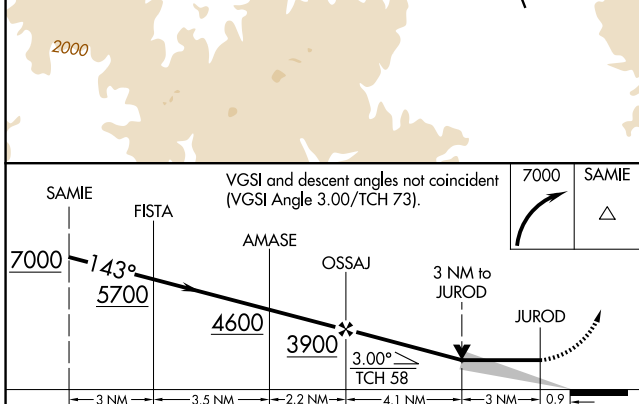 2000
VGSI and descent angles not coincident
(VGSI Angle 3.00/TCH 73).
7000
SAMIE
SAMIE
FISTA
AMASE
OSSAJ
3 NM to
JUROD
JUROD
7000
143°
5700
4600
3900
3.00°
TCH 58
3 NM
3.5 NM
2.2 NM
4.1 NM
3 NM
0.9